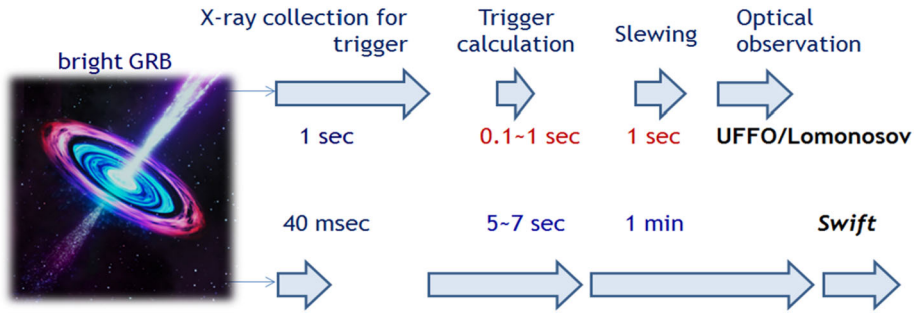 X-ray collection for
trigger
Trigger
calculation
Slewing
Optical
observation
bright GRB
1 sec
0.1~1 sec
1 sec
UFFO/Lomonosov
40 msec
5~7 sec
1 min
Swift